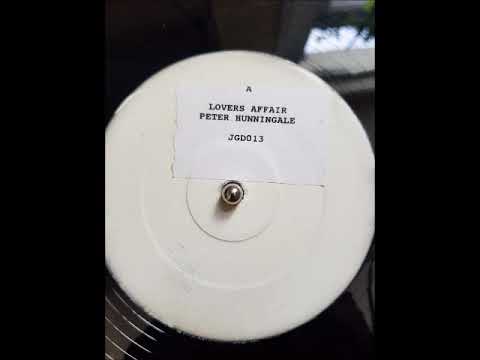 A
LOVERS AFFAIR
PETER HUNNINGALE
JGD013